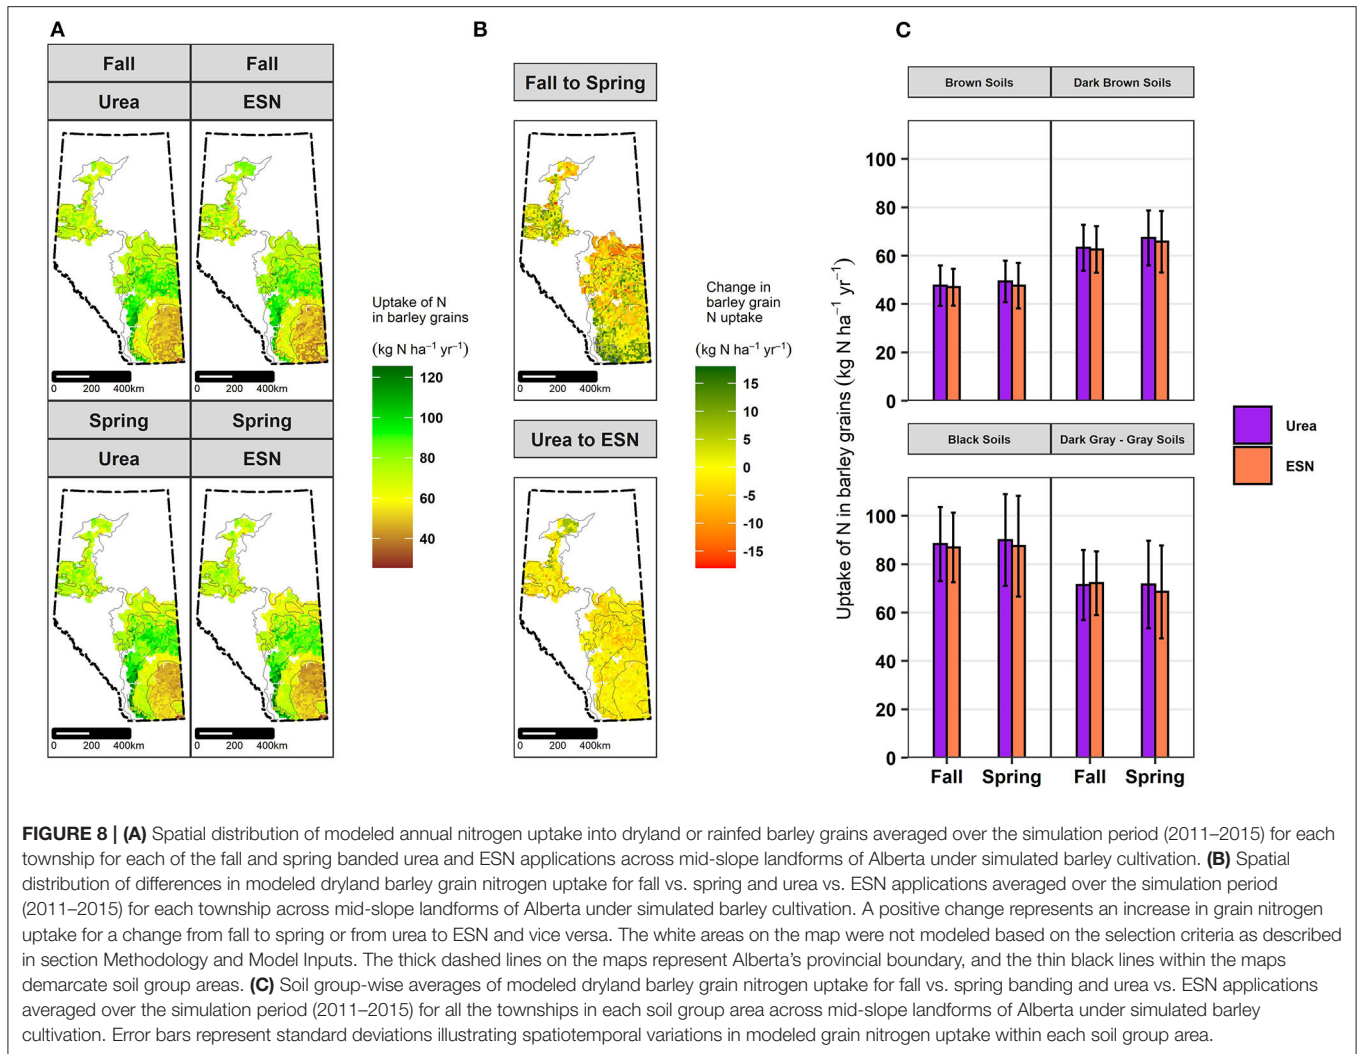 A
B
C
Fall
Fall
Urea
ESN
Fall to Spring
Brown Soils
Dark Brown Soils
Uptake of N
in barley grains
(kg N ha⁻¹ yr⁻¹)
120
100
80
60
40
0 200 400km
0 200 400km
Spring
Spring
Urea
ESN
0 200 400km
0 200 400km
Change in
barley grain
N uptake
(kg N ha⁻¹ yr⁻¹)
15
10
5
0
-5
-10
-15
0 200 400km
Urea to ESN
0 200 400km
Uptake of N in barley grains (kg N ha⁻¹ yr⁻¹)
100
80
60
40
20
0
Black Soils
Dark Gray - Gray Soils
100
80
60
40
20
0
Fall
Spring
Fall
Spring
Urea
ESN
FIGURE 8 | (A) Spatial distribution of modeled annual nitrogen uptake into dryland or rainfed barley grains averaged over the simulation period (2011–2015) for each
township for each of the fall and spring banded urea and ESN applications across mid-slope landforms of Alberta under simulated barley cultivation. (B) Spatial
distribution of differences in modeled dryland barley grain nitrogen uptake for fall vs. spring and urea vs. ESN applications averaged over the simulation period
(2011–2015) for each township across mid-slope landforms of Alberta under simulated barley cultivation. A positive change represents an increase in grain nitrogen
uptake for a change from fall to spring or from urea to ESN and vice versa. The white areas on the map were not modeled based on the selection criteria as described
in section Methodology and Model Inputs. The thick dashed lines on the maps represent Alberta's provincial boundary, and the thin black lines within the maps
demarcate soil group areas. (C) Soil group-wise averages of modeled dryland barley grain nitrogen uptake for fall vs. spring banding and urea vs. ESN applications
averaged over the simulation period (2011–2015) for all the townships in each soil group area across mid-slope landforms of Alberta under simulated barley
cultivation. Error bars represent standard deviations illustrating spatiotemporal variations in modeled grain nitrogen uptake within each soil group area.